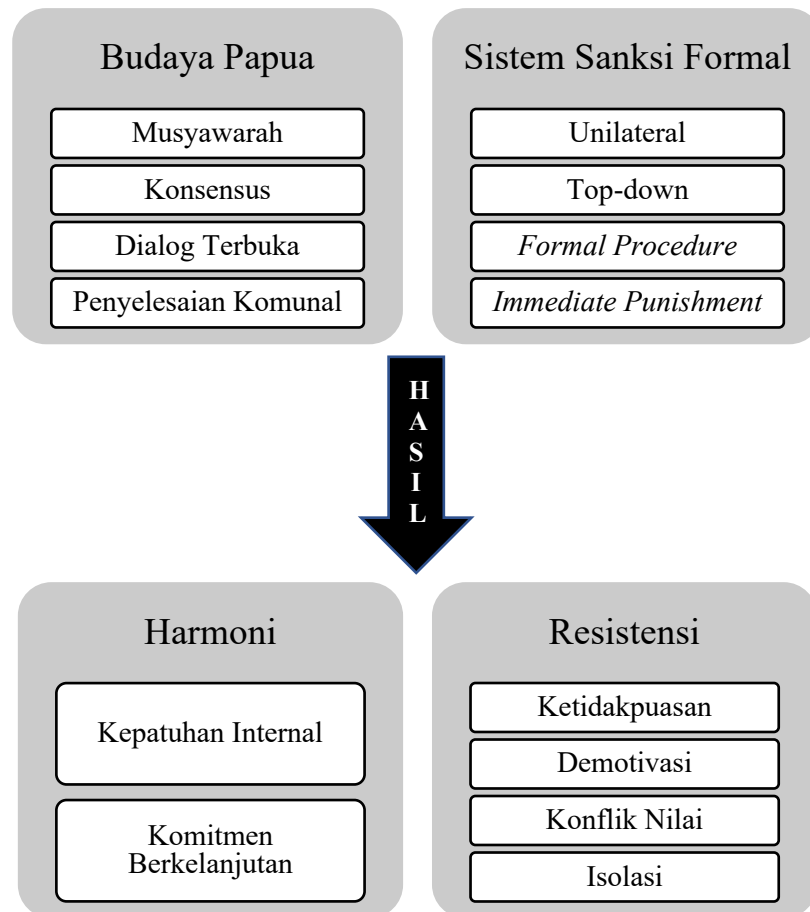 Budaya Papua
Musyawarah
Konsensus
Dialog Terbuka
Penyelesaian Komunal
Sistem Sanksi Formal
Unilateral
Top-down
Formal Procedure
Immediate Punishment
H
A
S
I
L
Harmoni
Kepatuhan Internal
Komitmen
Berkelanjutan
Resistensi
Ketidakpuasan
Demotivasi
Konflik Nilai
Isolasi